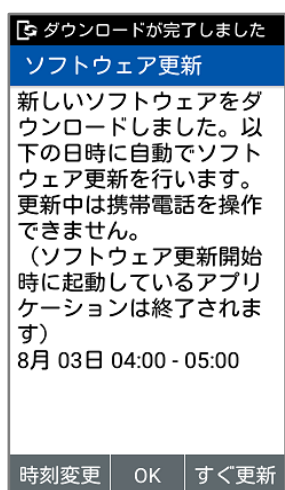 ダウンロードが完了しました
ソフトウェア更新
新しいソフトウェアをダ
ウンロードしました。以
下の日時に自動でソフト
ウェア更新を行います。
更新中は携帯電話を操作
できません。
（ソフトウェア更新開始
時に起動しているアプリ
ケーションは終了されま
す）
8月 03日 04:00 - 05:00
時刻変更 OK すぐ更新